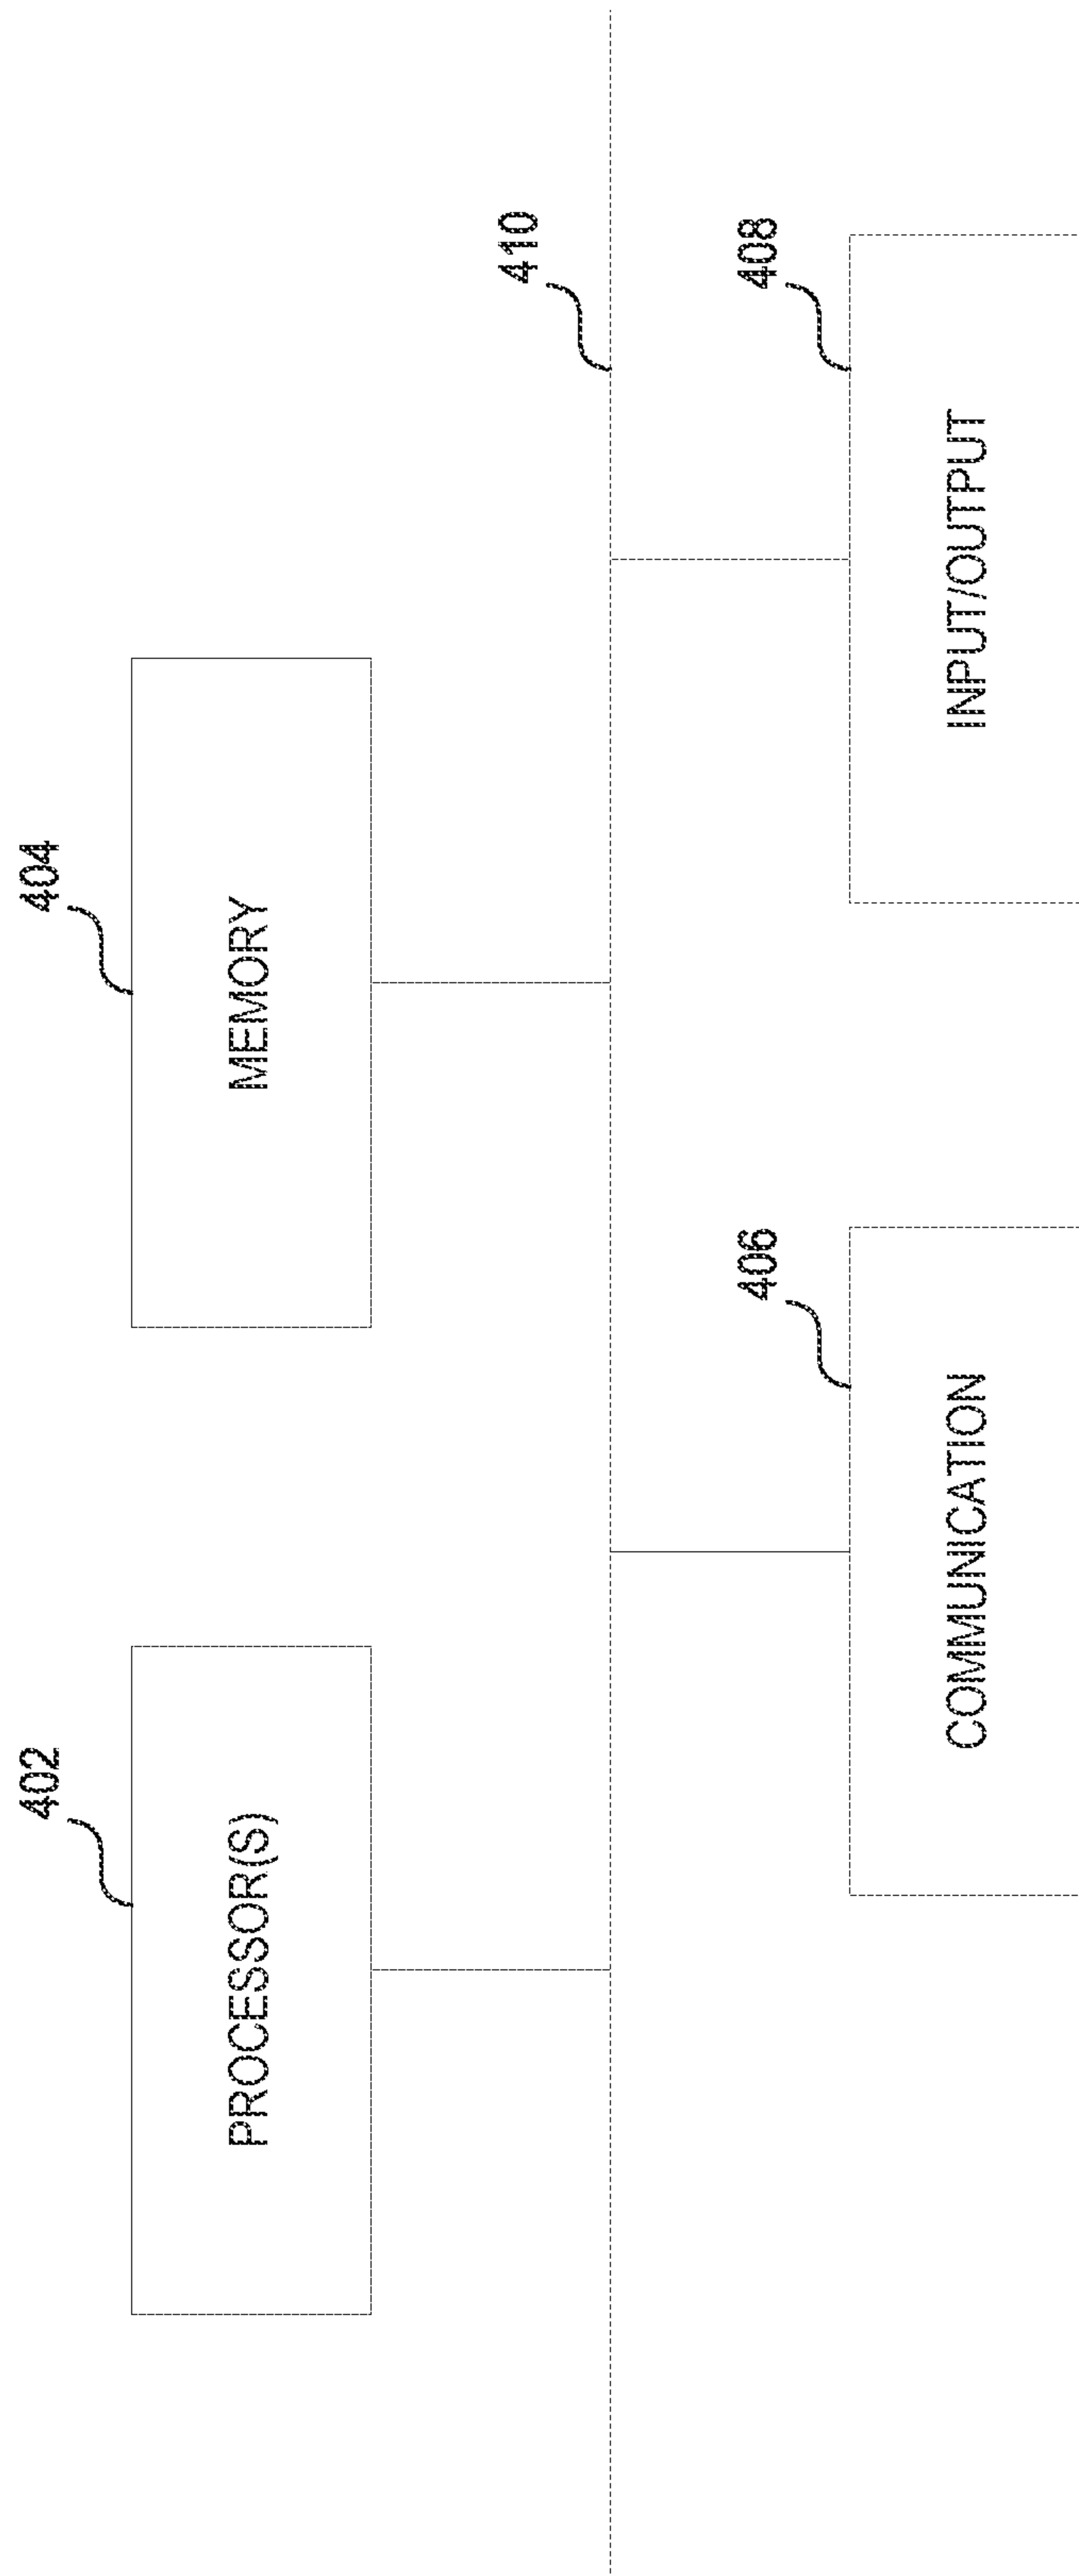 402
PROCESSOR(S)
404
MEMORY
410
406
COMMUNICATION
408
INPUT/OUTPUT